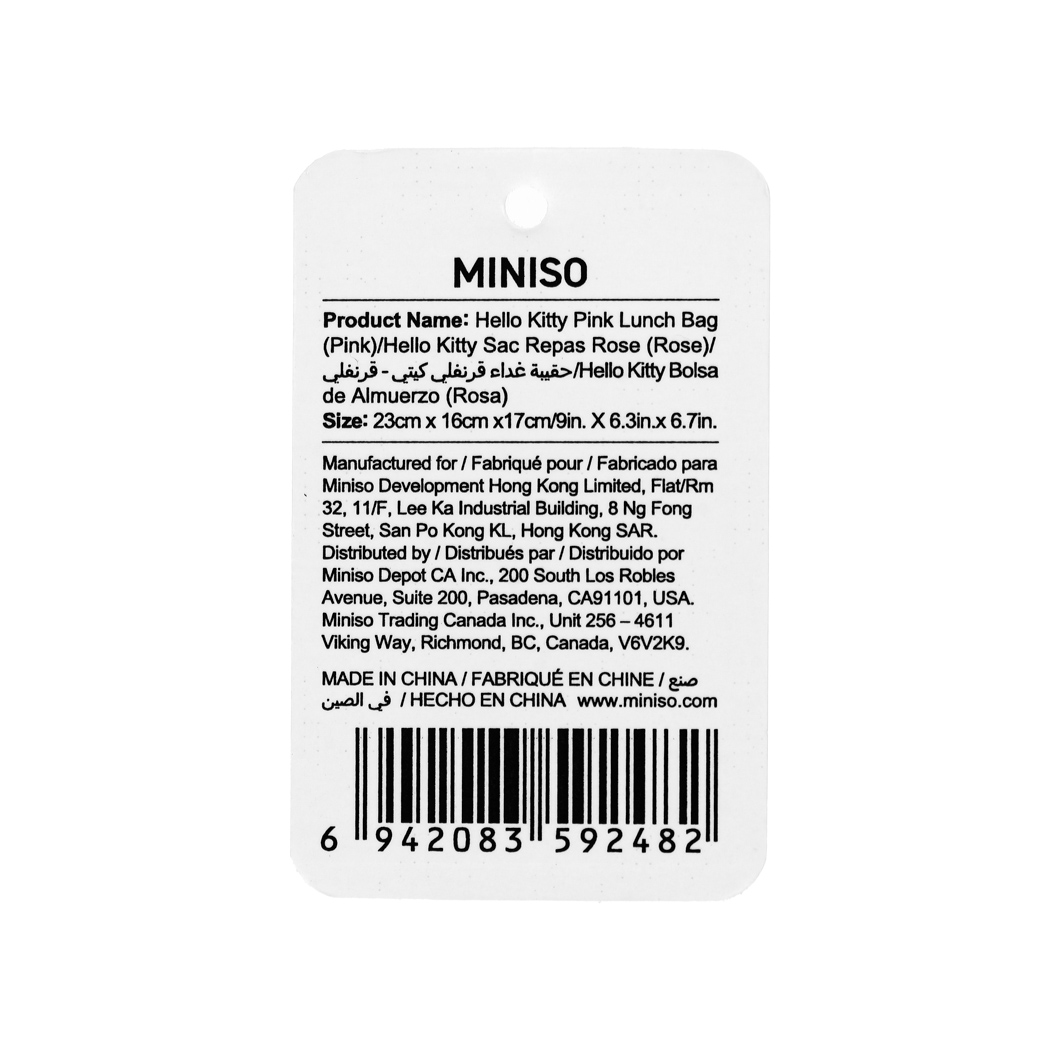 MINISO
Product Name: Hello Kitty Pink Lunch Bag
(Pink)/Hello Kitty Sac Repas Rose (Rose)/
حقيبة غداء قرنفلي كيتي - قرنفلي/Hello Kitty Bolsa
de Almuerzo (Rosa)
Size: 23cm x 16cm x17cm/9in. X 6.3in.x 6.7in.
Manufactured for / Fabriqué pour / Fabricado para
Miniso Development Hong Kong Limited, Flat/Rm
32, 11/F, Lee Ka Industrial Building, 8 Ng Fong
Street, San Po Kong KL, Hong Kong SAR.
Distributed by / Distribués par / Distribuido por
Miniso Depot CA Inc., 200 South Los Robles
Avenue, Suite 200, Pasadena, CA91101, USA.
Miniso Trading Canada Inc., Unit 256 – 4611
Viking Way, Richmond, BC, Canada, V6V2K9.
MADE IN CHINA / FABRIQUÉ EN CHINE / صنع
في الصين / HECHO EN CHINA www.miniso.com
6 942083 592482